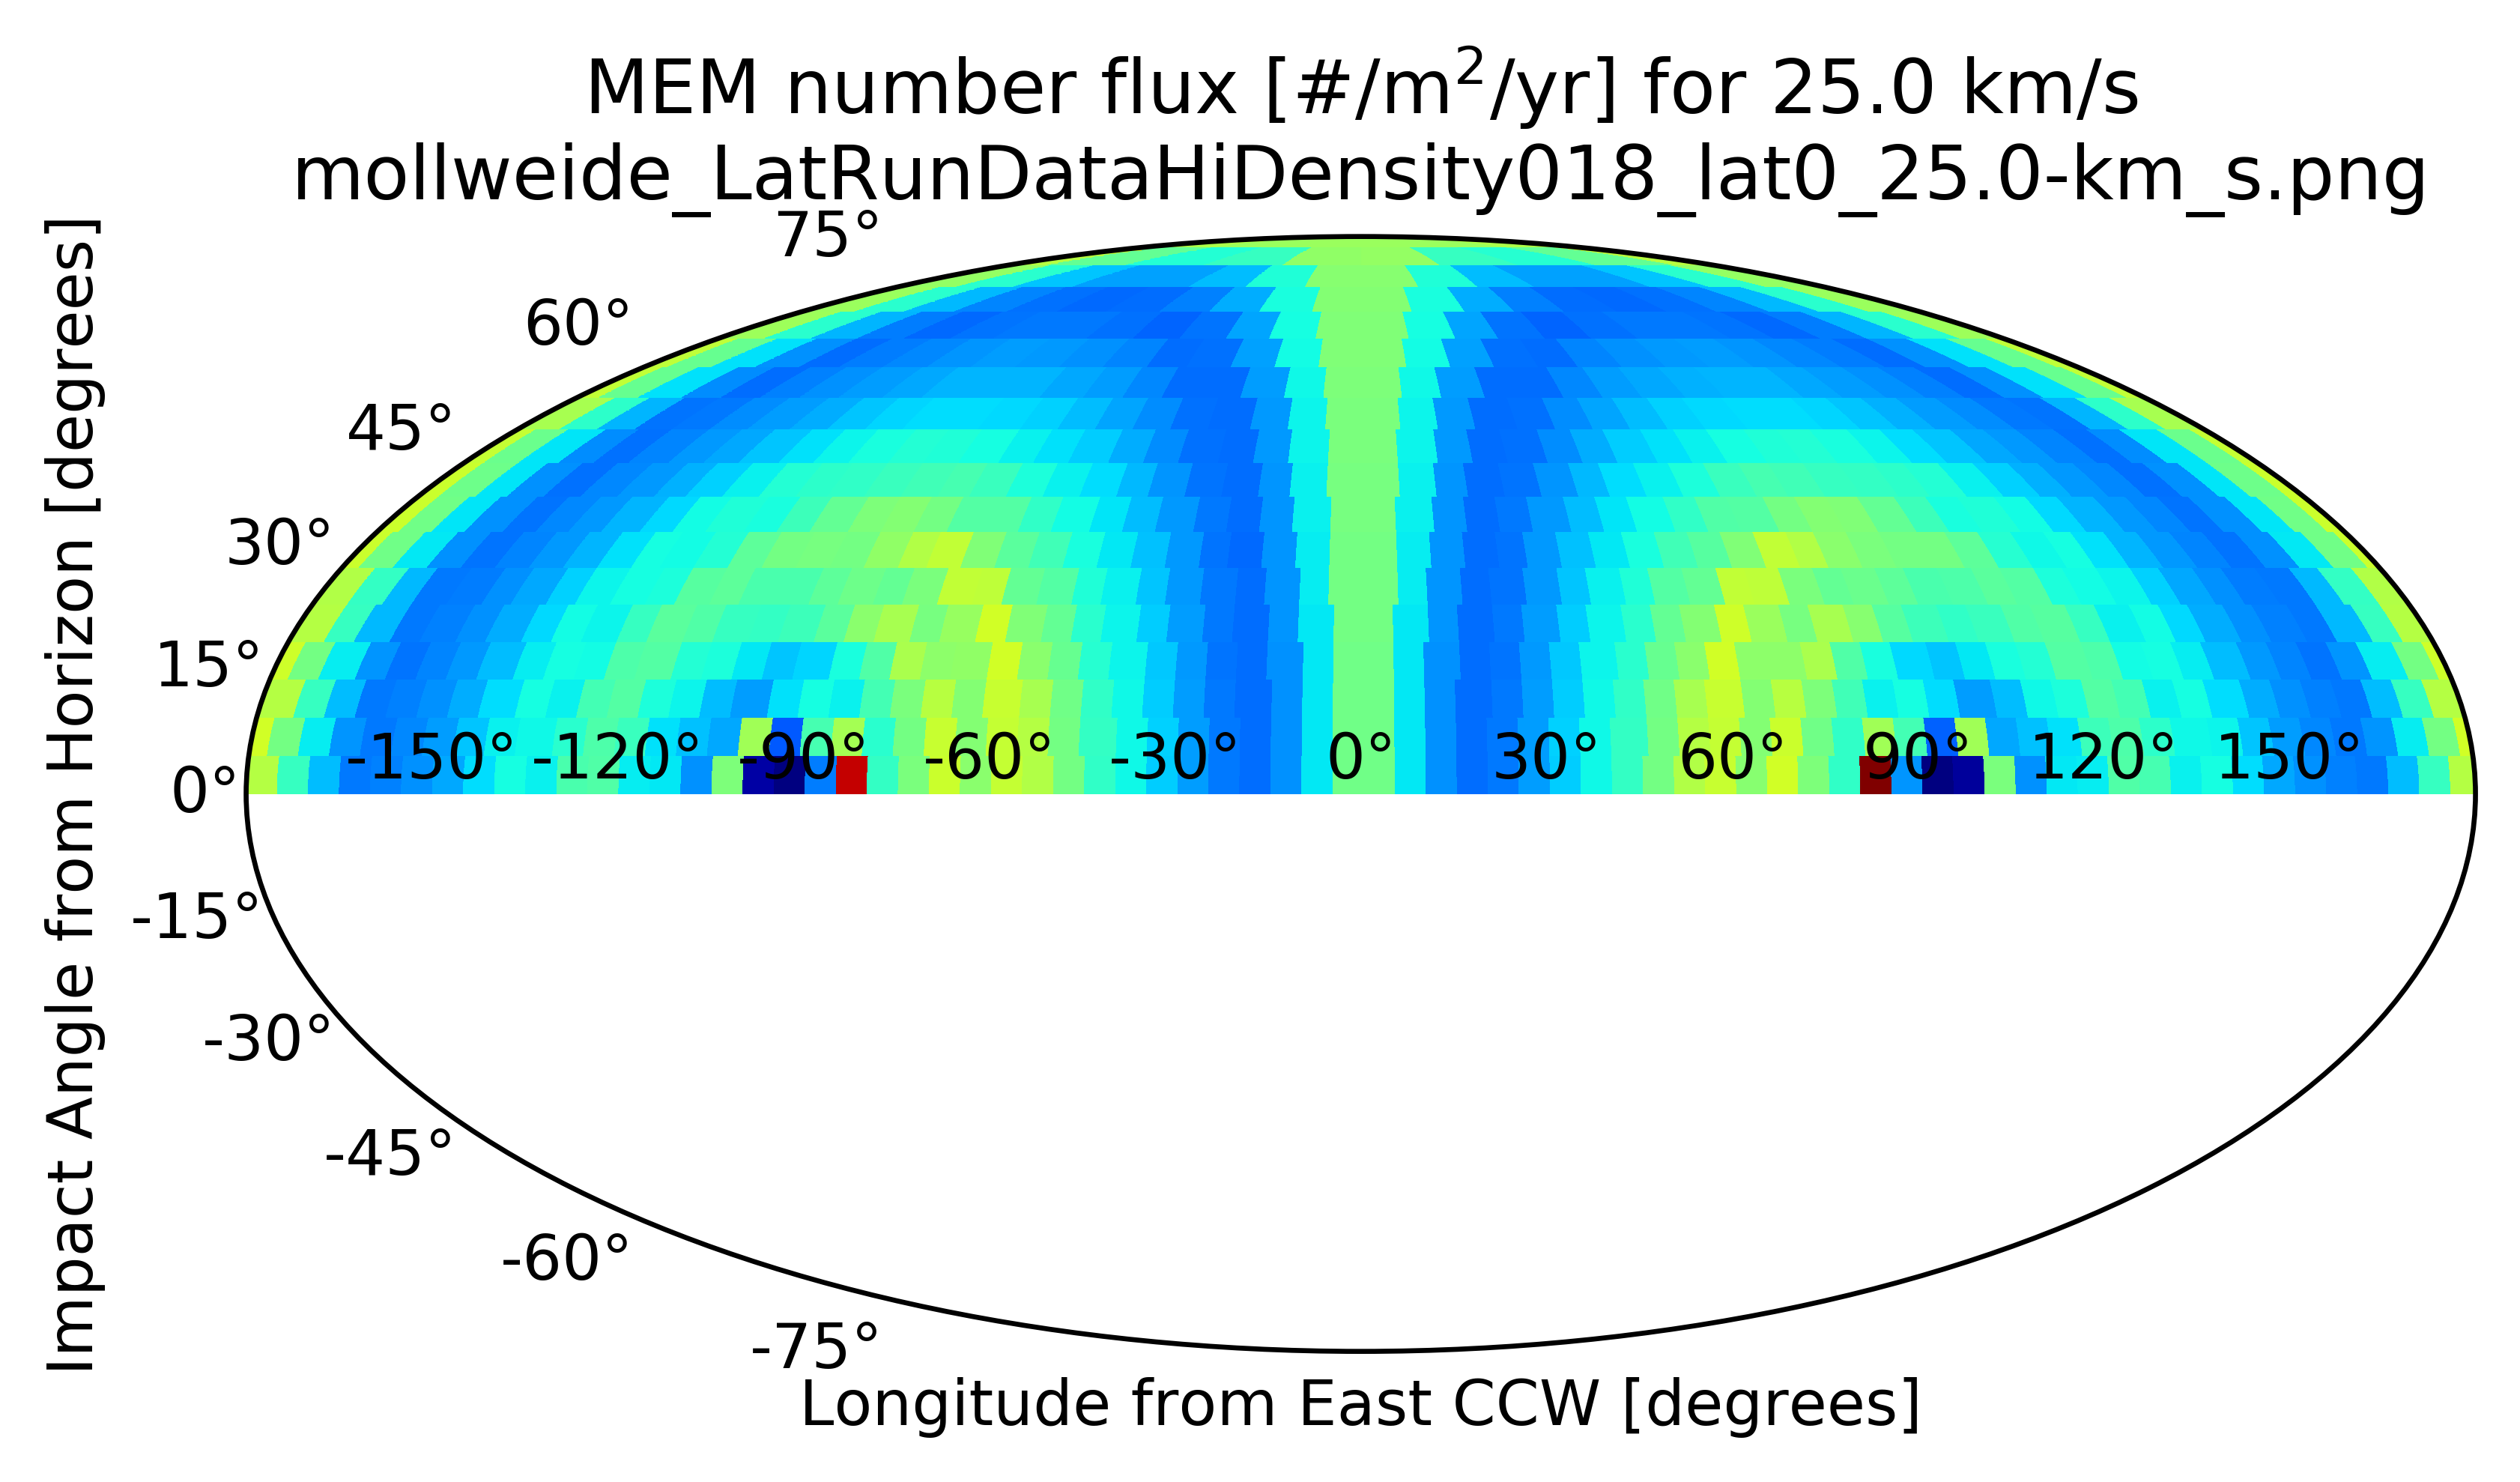 MEM number flux [#/m²/yr] for 25.0 km/s
mollweide_LatRunDataHiDensity018_lat0_25.0-km_s.png
Impact Angle from Horizon [degrees]
75°
60°
45°
30°
15°
0°
-15°
-30°
-45°
-60°
-75°
-150° -120° -90° -60° -30° 0° 30° 60° 90° 120° 150°
Longitude from East CCW [degrees]